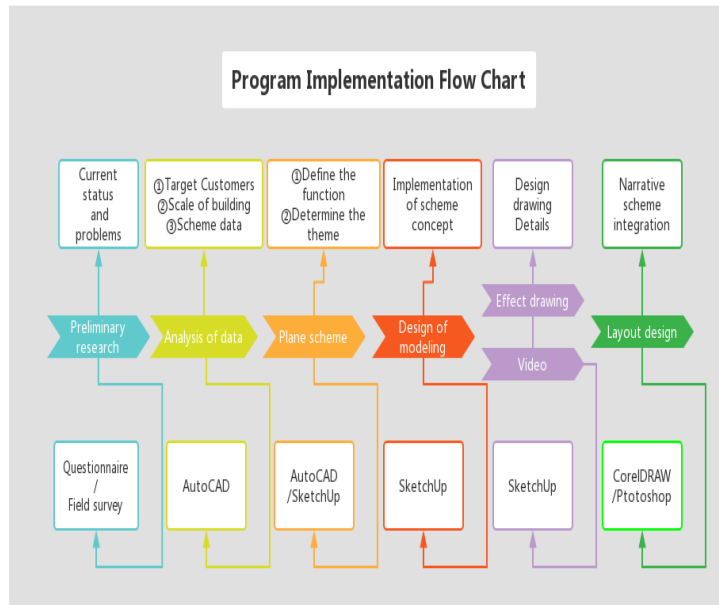 Program Implementation Flow Chart
Current
status
and
problems
①Target Customers
②Scale of building
③Scheme data
①Define the
function
②Determine the
theme
Implementation
of scheme
concept
Design
drawing
Details
Narrative
scheme
integration
Preliminary
research
Analysis of data
Plane scheme
Design of
modeling
Effect drawing
Video
Layout design
Questionnaire
/
Field survey
AutoCAD
AutoCAD
/SketchUp
SketchUp
SketchUp
CorelDRAW
/Ptotoshop